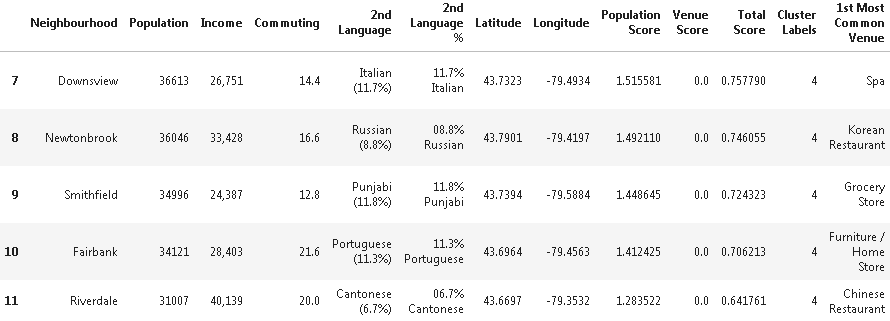 Neighbourhood Population Income Commuting 2nd Language 2nd Language % Latitude Longitude Population Score Venue Score Total Score Cluster Labels 1st Most Common Venue
7 Downsview 36613 26,751 14.4 Italian (11.7%) 11.7% Italian 43.7323 -79.4934 1.515581 0.0 0.757790 4 Spa
8 Newtonbrook 36046 33,428 16.6 Russian (8.8%) 08.8% Russian 43.7901 -79.4197 1.492110 0.0 0.746055 4 Korean Restaurant
9 Smithfield 34996 24,387 12.8 Punjabi (11.8%) 11.8% Punjabi 43.7394 -79.5884 1.448645 0.0 0.724323 4 Grocery Store
10 Fairbank 34121 28,403 21.6 Portuguese (11.3%) 11.3% Portuguese 43.6964 -79.4563 1.412425 0.0 0.706213 4 Furniture / Home Store
11 Riverdale 31007 40,139 20.0 Cantonese (6.7%) 06.7% Cantonese 43.6697 -79.3532 1.283522 0.0 0.641761 4 Chinese Restaurant